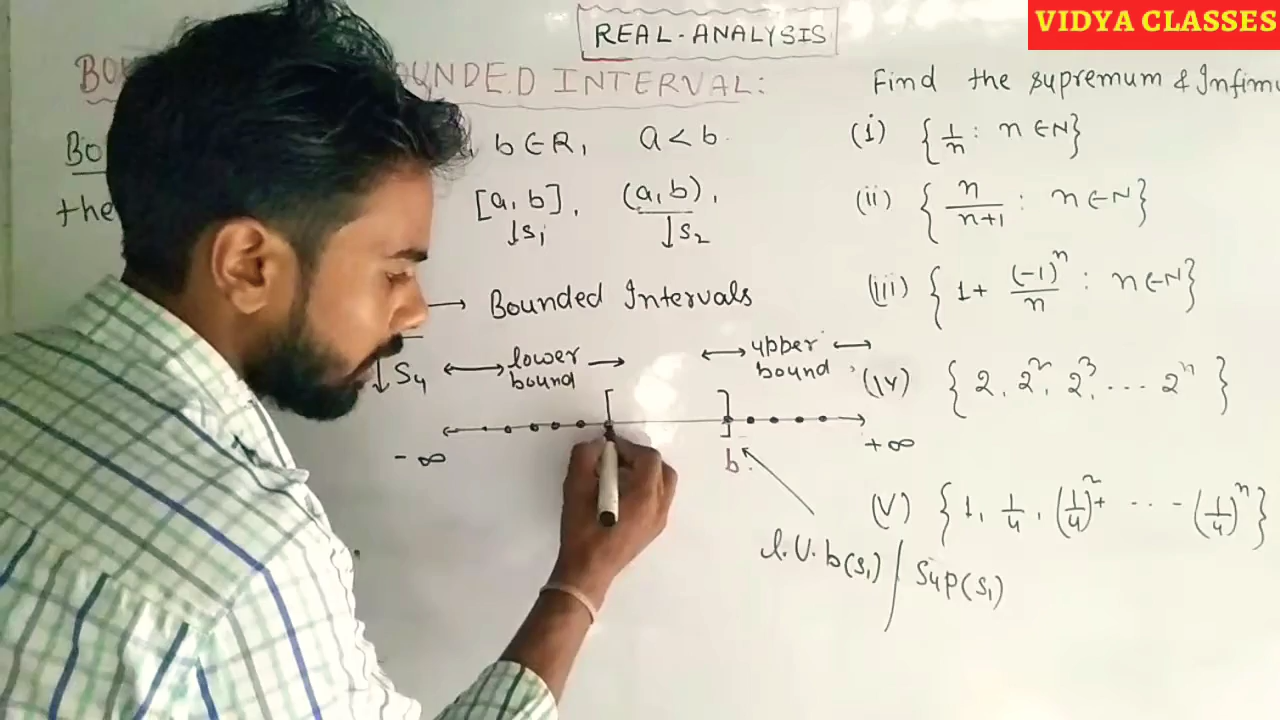 VIDYA CLASSES
REAL-ANALYSIS
INTERVAL:
b ∈ R, a < b.
the
[a, b], (a, b),
↓S₁ ↓S₂
→ Bounded Intervals
↓ S₄
↔ lower bound →
↔ upper bound ↔
- ∞ b. + ∞
l.U.b(S₁) / Sup(S₁)
Find the supremum &
(i) {1/n : n ∈ N}
(ii) {n/(n+1) : n ∈ N}
(iii) {1 + (-1)ⁿ/n : n ∈ N}
(iv) {2, 2², 2³, .... 2ⁿ}
(v) {1, 1/4, (1/4)²+ .... (1/4)ⁿ}